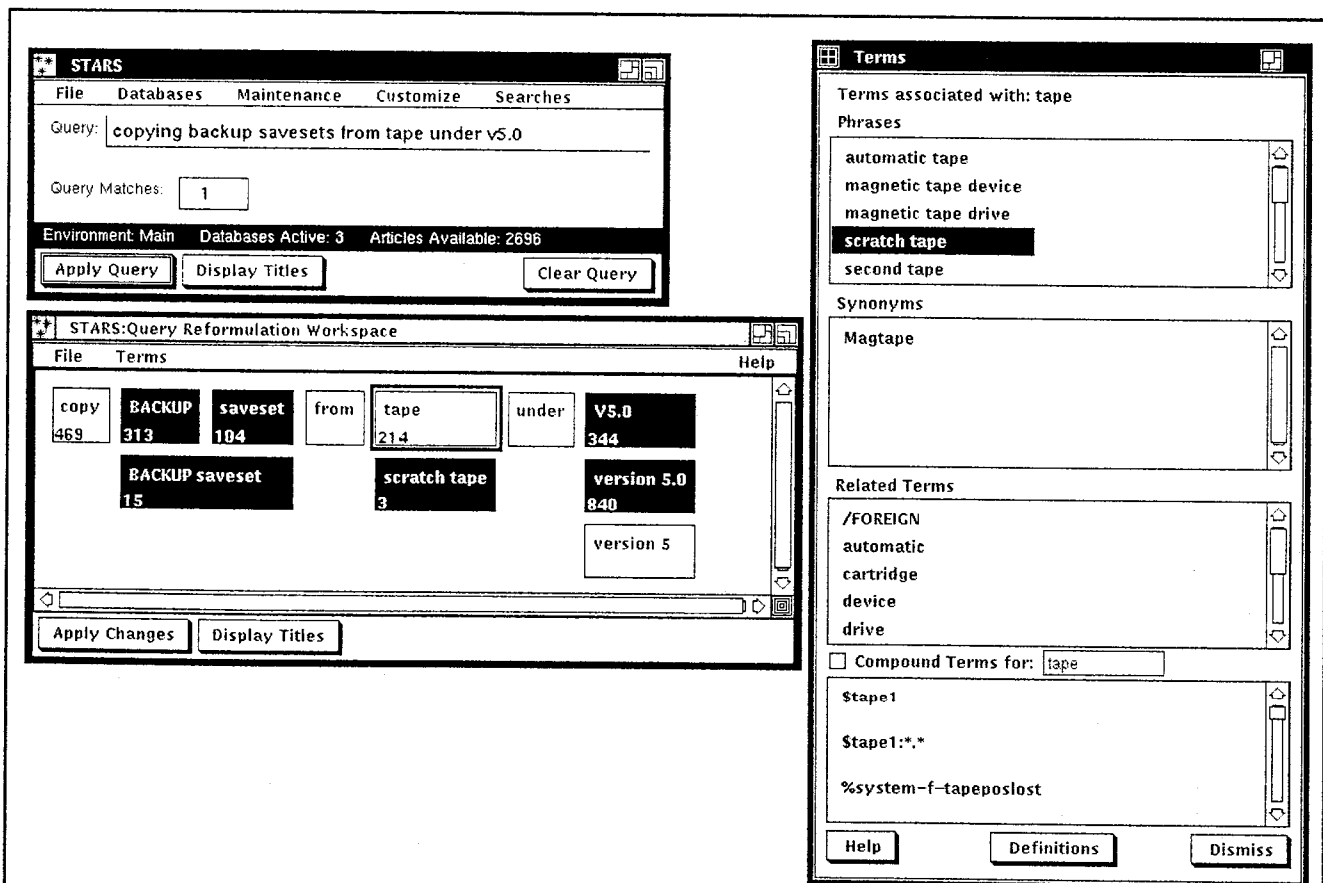 STARS
File Databases Maintenance Customize Searches
Query: copying backup savesets from tape under v5.0
Query Matches: 1
Environment: Main Databases Active: 3 Articles Available: 2696
Apply Query Display Titles Clear Query
STARS:Query Reformulation Workspace
File Terms Help
copy BACKUP saveset from tape under V5.0
469 313 104 214 344
BACKUP saveset scratch tape version 5.0
15 3 840
version 5
Apply Changes Display Titles
Terms
Terms associated with: tape
Phrases
automatic tape
magnetic tape device
magnetic tape drive
scratch tape
second tape
Synonyms
Magtape
Related Terms
/FOREIGN
automatic
cartridge
device
drive
Compound Terms for: tape
$tape1
$tape1:*.*
%system-f-tapeposlost
Help Definitions Dismiss